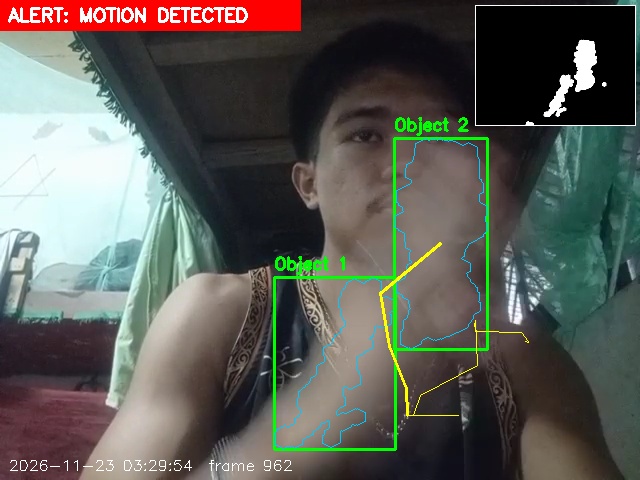 ALERT: MOTION DETECTED
Object 2
Object 1
2026-11-23 03:29:54 frame 962